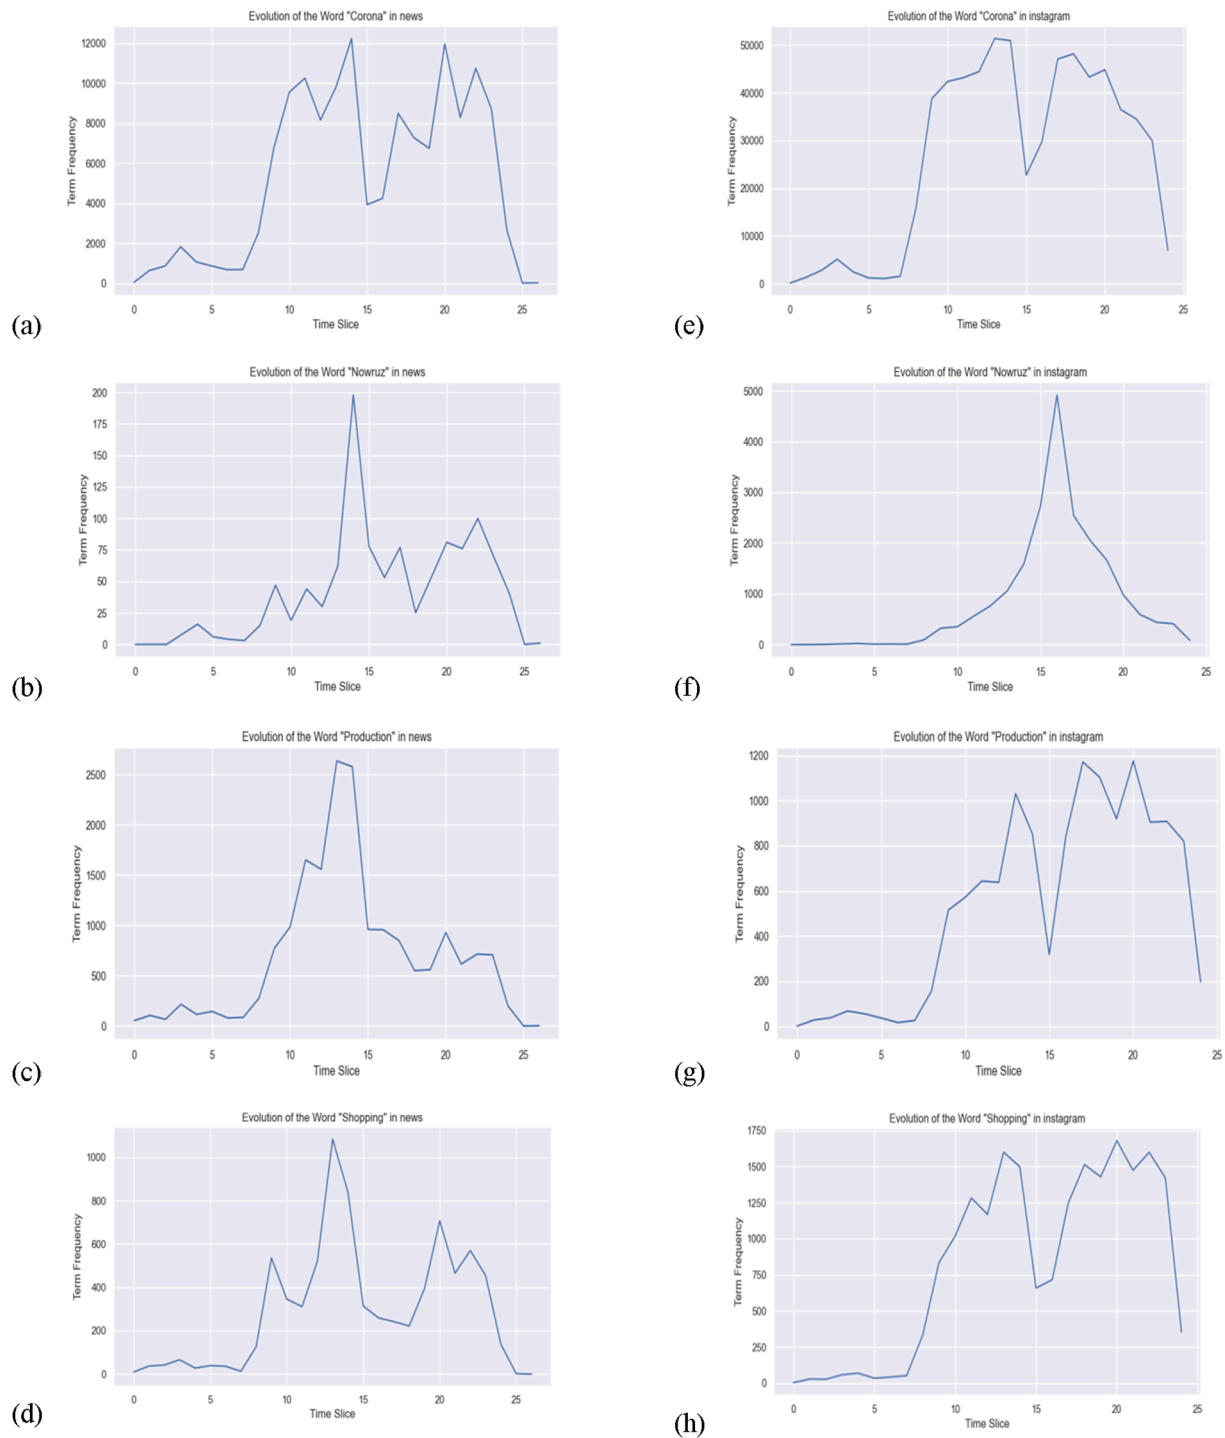 Evolution of the Word "Corona" in news
Term Frequency
12000
10000
8000
6000
4000
2000
0
0 5 10 15 20 25
Time Slice
(a)
Evolution of the Word "Corona" in instagram
Term Frequency
50000
40000
30000
20000
10000
0
0 5 10 15 20 25
Time Slice
(e)
Evolution of the Word "Nowruz" in news
Term Frequency
200
175
150
125
100
75
50
25
0
0 5 10 15 20 25
Time Slice
(b)
Evolution of the Word "Nowruz" in instagram
Term Frequency
5000
4000
3000
2000
1000
0
0 5 10 15 20 25
Time Slice
(f)
Evolution of the Word "Production" in news
Term Frequency
2500
2000
1500
1000
500
0
0 5 10 15 20 25
Time Slice
(c)
Evolution of the Word "Production" in instagram
Term Frequency
1200
1000
800
600
400
200
0
0 5 10 15 20 25
Time Slice
(g)
Evolution of the Word "Shopping" in news
Term Frequency
1000
800
600
400
200
0
0 5 10 15 20 25
Time Slice
(d)
Evolution of the Word "Shopping" in instagram
Term Frequency
1750
1500
1250
1000
750
500
250
0
0 5 10 15 20 25
Time Slice
(h)